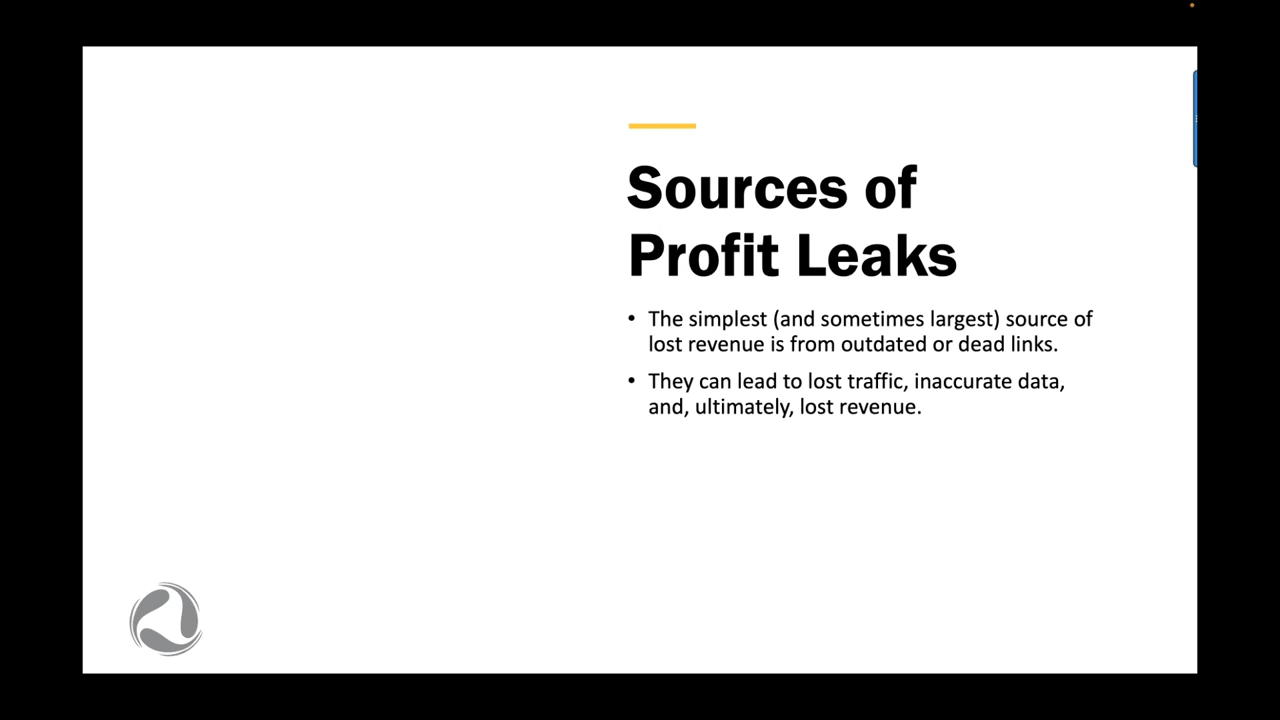 Sources of
Profit Leaks
• The simplest (and sometimes largest) source of
lost revenue is from outdated or dead links.
• They can lead to lost traffic, inaccurate data,
and, ultimately, lost revenue.